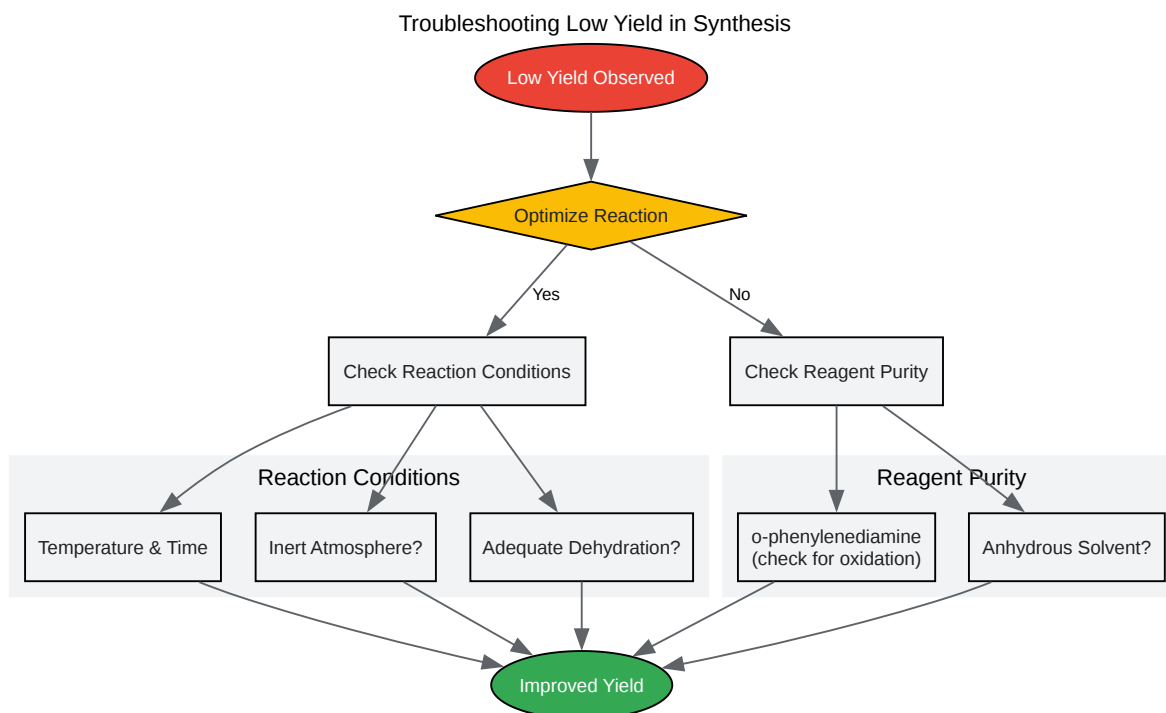 Troubleshooting Low Yield in Synthesis
Low Yield Observed
Optimize Reaction
Yes
No
Check Reaction Conditions
Check Reagent Purity
Reaction Conditions
Reagent Purity
Temperature & Time
Inert Atmosphere?
Adequate Dehydration?
o-phenylenediamine
(check for oxidation)
Anhydrous Solvent?
Improved Yield